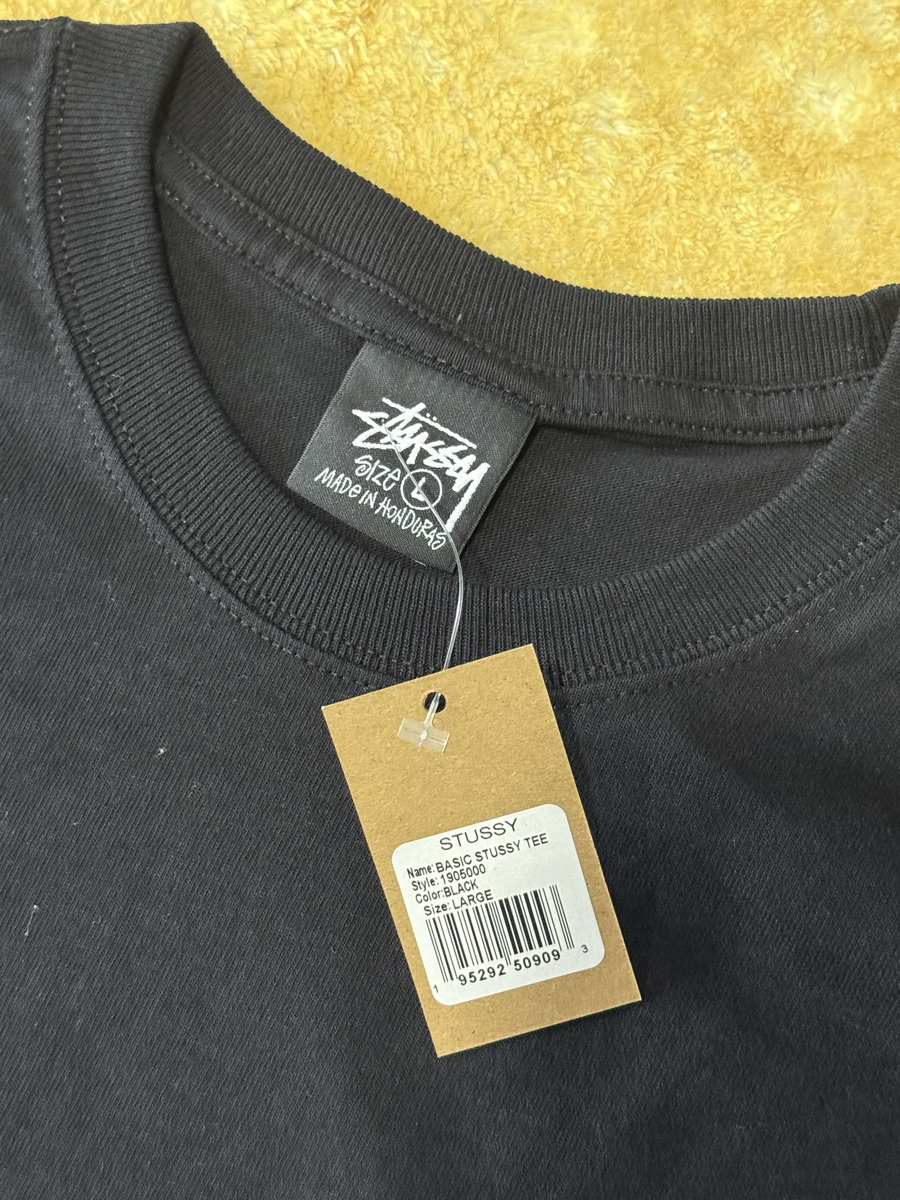 Stüssy
SIZE L
MADE IN HONDURAS
STUSSY
Name:BASIC STUSSY TEE
Style:1905000
Color:BLACK
Size:LARGE
1 95292 50909 3